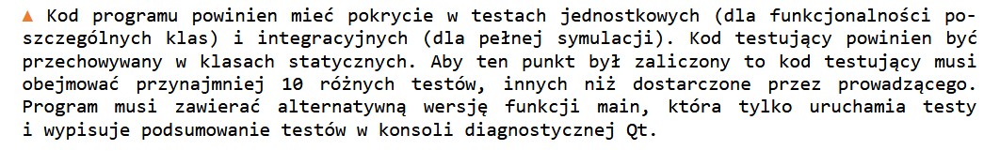 ▲ Kod programu powinien mieć pokrycie w testach jednostkowych (dla funkcjonalności po-
szczególnych klas) i integracyjnych (dla pełnej symulacji). Kod testujący powinien być
przechowywany w klasach statycznych. Aby ten punkt był zaliczony to kod testujący musi
obejmować przynajmniej 10 różnych testów, innych niż dostarczone przez prowadzącego.
Program musi zawierać alternatywną wersję funkcji main, która tylko uruchamia testy
i wypisuje podsumowanie testów w konsoli diagnostycznej Qt.